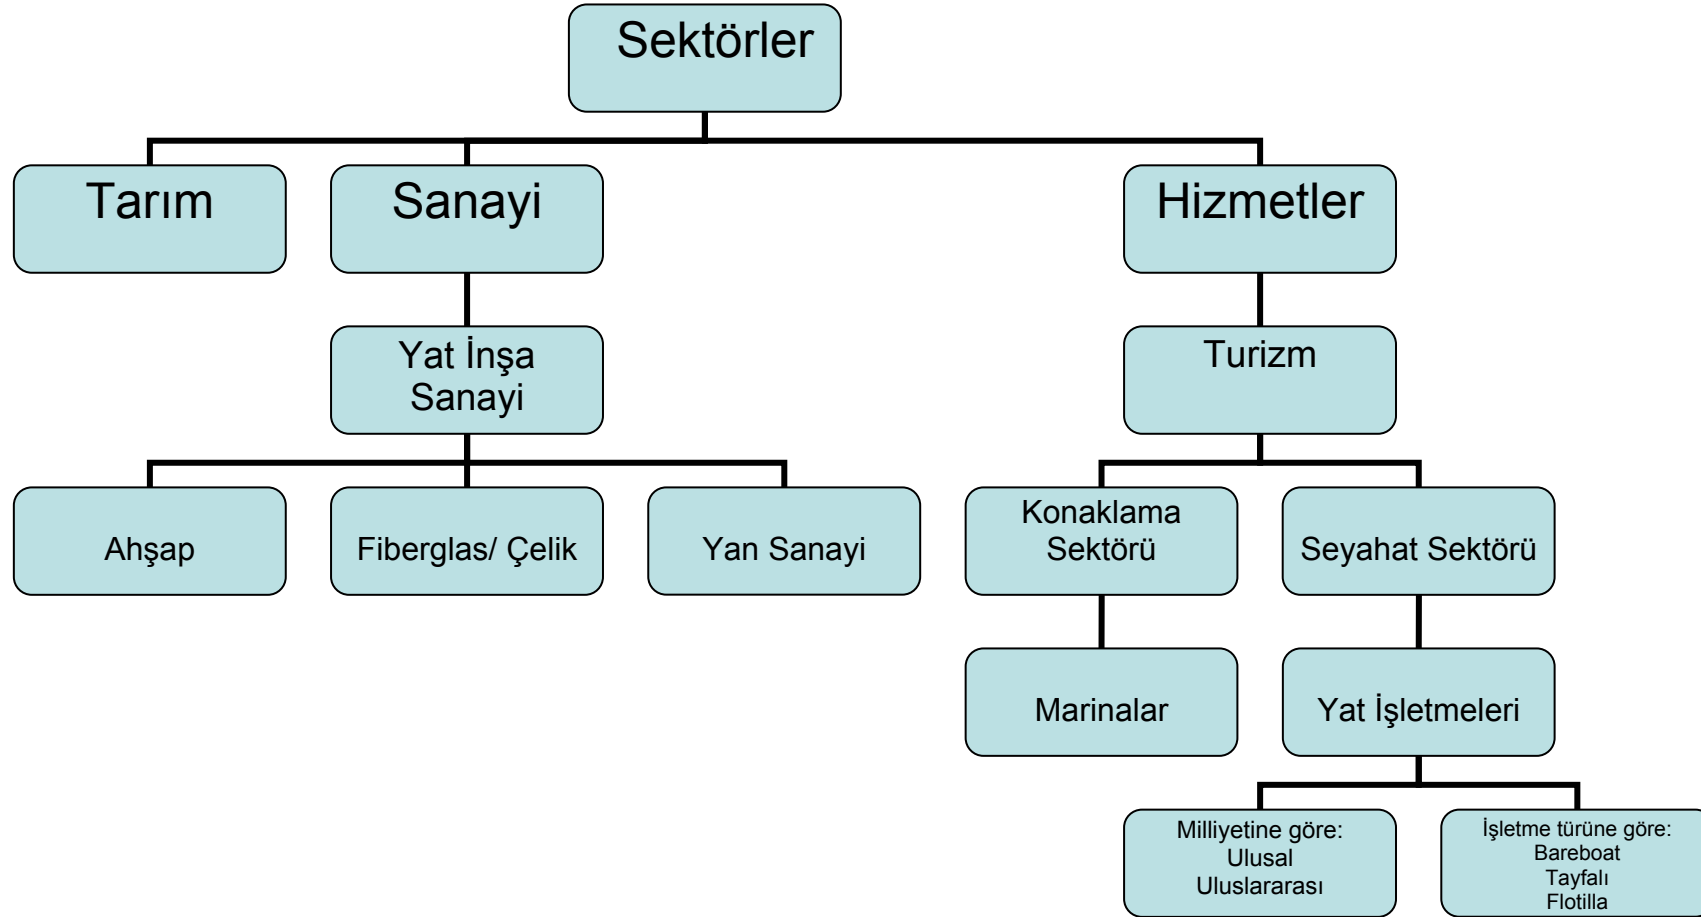 Sektörler
Tarım
Sanayi
Hizmetler
Yat İnşa
Sanayi
Turizm
Ahşap
Fiberglas/ Çelik
Yan Sanayi
Konaklama
Sektörü
Seyahat Sektörü
Marinalar
Yat İşletmeleri
Milliyetine göre:
Ulusal
Uluslararası
İşletme türüne göre:
Bareboat
Tayfalı
Flotilla